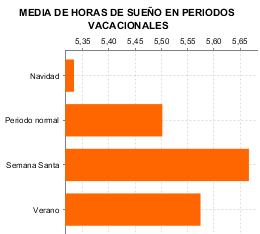 MEDIA DE HORAS DE SUEÑO EN PERIODOS
VACACIONALES
5,35 5,40 5,45 5,50 5,55 5,60 5,65
Navidad
Periodo normal
Semana Santa
Verano